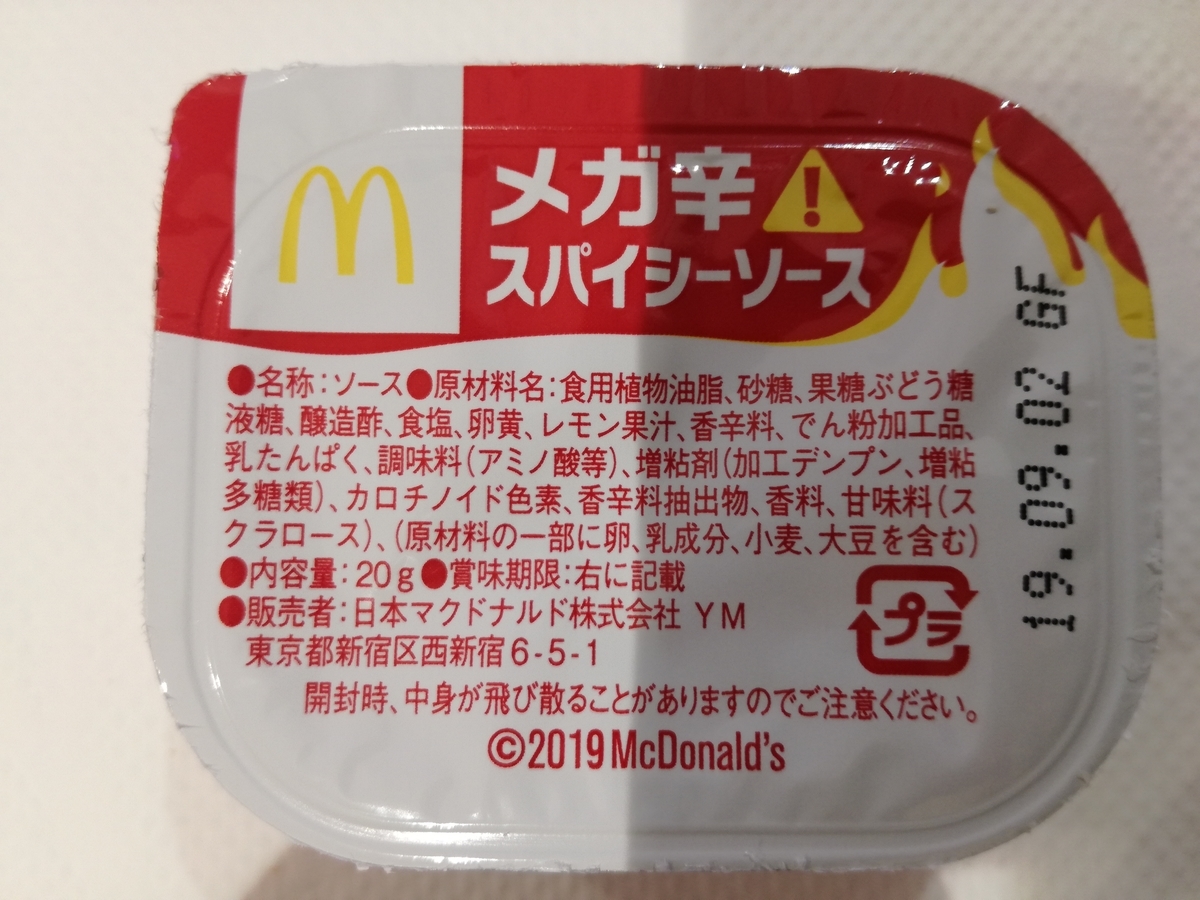 メガ辛
スパイシーソース
●名称:ソース●原材料名:食用植物油脂、砂糖、果糖ぶどう糖
液糖、醸造酢、食塩、卵黄、レモン果汁、香辛料、でん粉加工品、
乳たんぱく、調味料(アミノ酸等)、増粘剤(加工デンプン、増粘
多糖類)、カロチノイド色素、香辛料抽出物、香料、甘味料(ス
クラロース)、(原材料の一部に卵、乳成分、小麦、大豆を含む)
●内容量:20g●賞味期限:右に記載
●販売者:日本マクドナルド株式会社 YM
東京都新宿区西新宿6-5-1
プラ
開封時、中身が飛び散ることがありますのでご注意ください。
©2019 McDonald's
19.09.02 GF